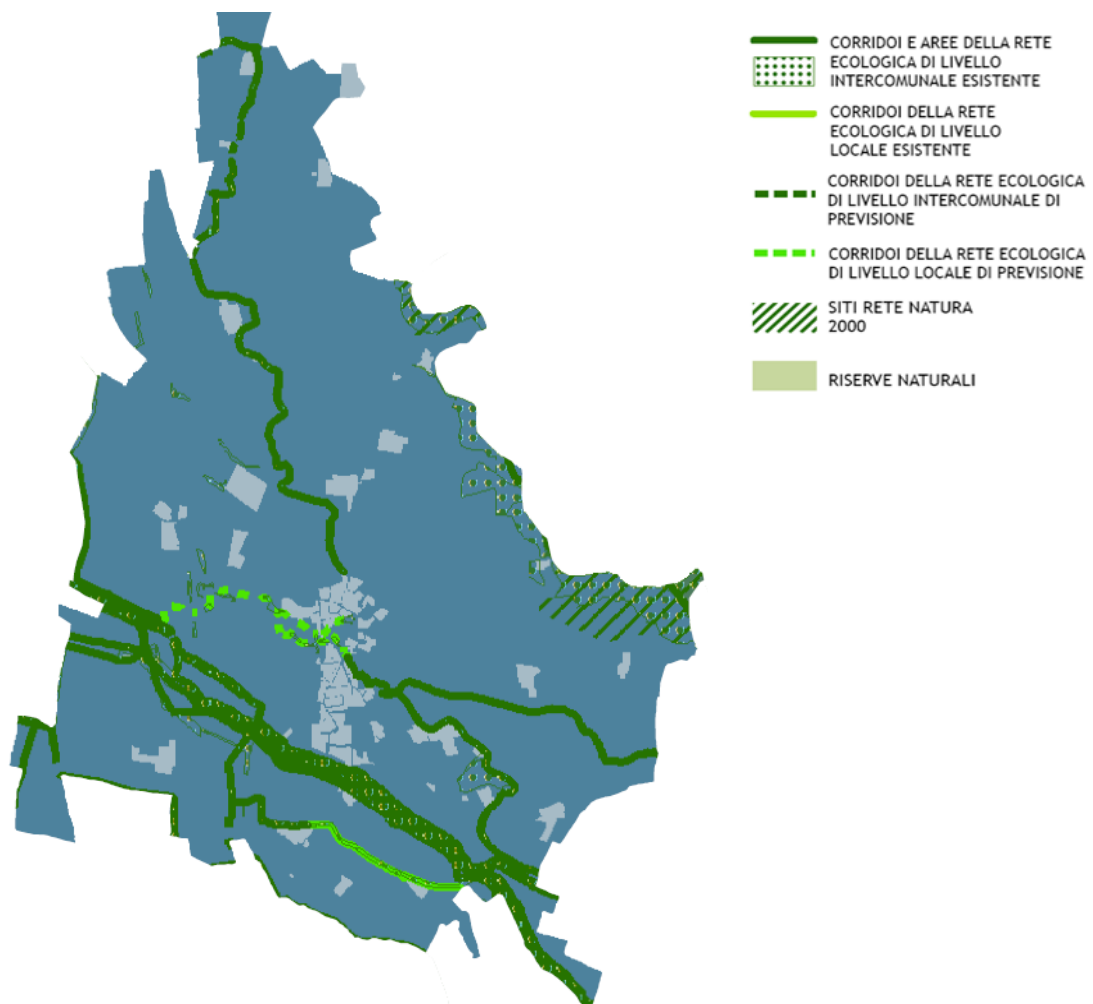 CORRIDOI E AREE DELLA RETE
ECOLOGICA DI LIVELLO
INTERCOMUNALE ESISTENTE
CORRIDOI DELLA RETE
ECOLOGICA DI LIVELLO
LOCALE ESISTENTE
CORRIDOI DELLA RETE ECOLOGICA
DI LIVELLO INTERCOMUNALE DI
PREVISIONE
CORRIDOI DELLA RETE ECOLOGICA
DI LIVELLO LOCALE DI PREVISIONE
SITI RETE NATURA
2000
RISERVE NATURALI